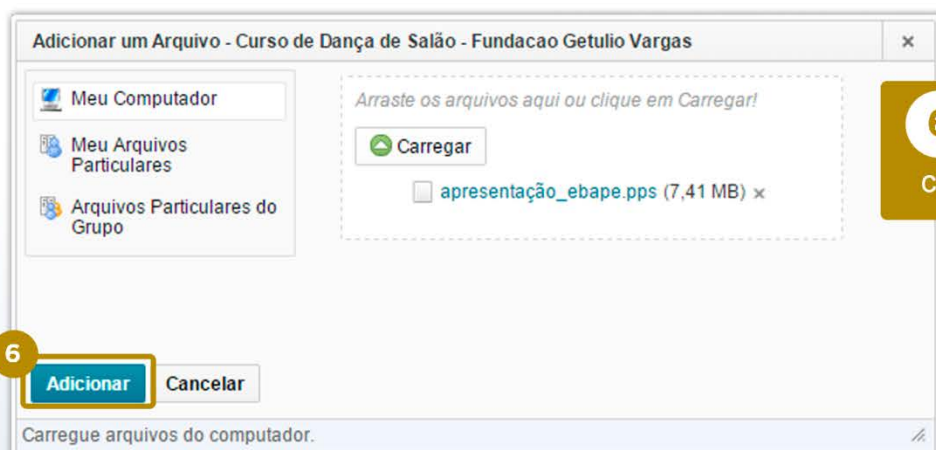 Adicionar um Arquivo - Curso de Dança de Salão - Fundacao Getulio Vargas
Meu Computador
Meu Arquivos
Particulares
Arquivos Particulares do
Grupo
Arraste os arquivos aqui ou clique em Carregar!
Carregar
apresentação_ebape.pps (7,41 MB) ×
6
Adicionar
Cancelar
Carregue arquivos do computador.